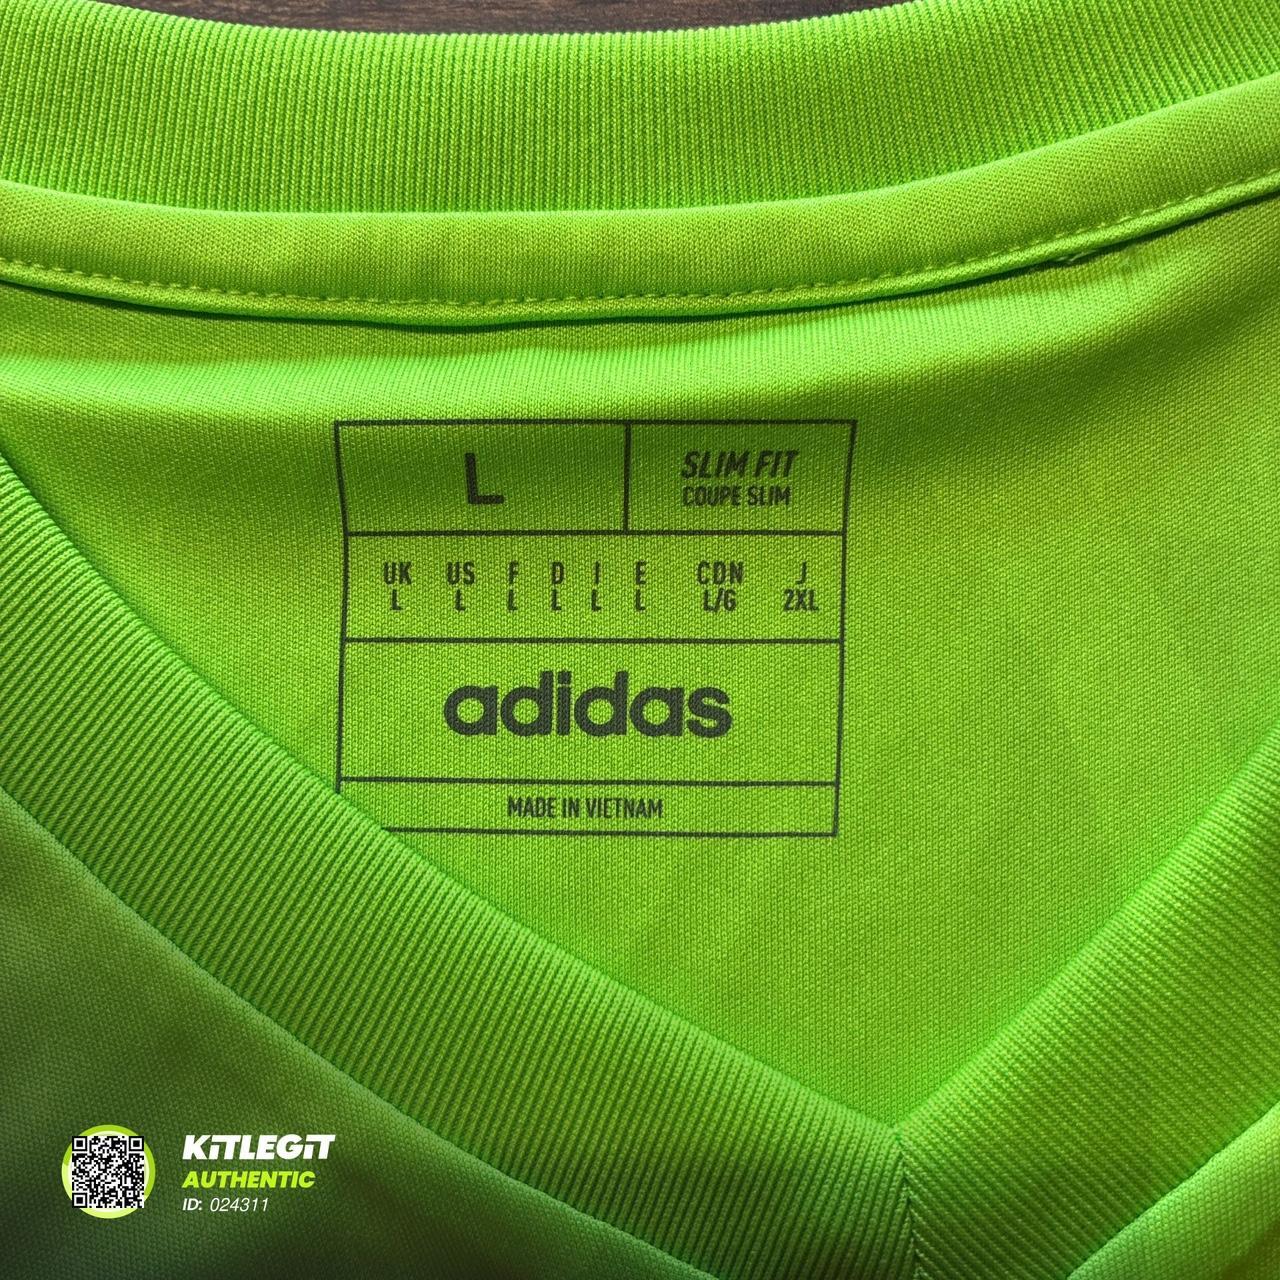 L
SLIM FIT
COUPE SLIM
UK US F D I E CDN J
L L L L L L L/G 2XL
adidas
MADE IN VIETNAM
KiTLEGiT
AUTHENTIC
ID: 024311